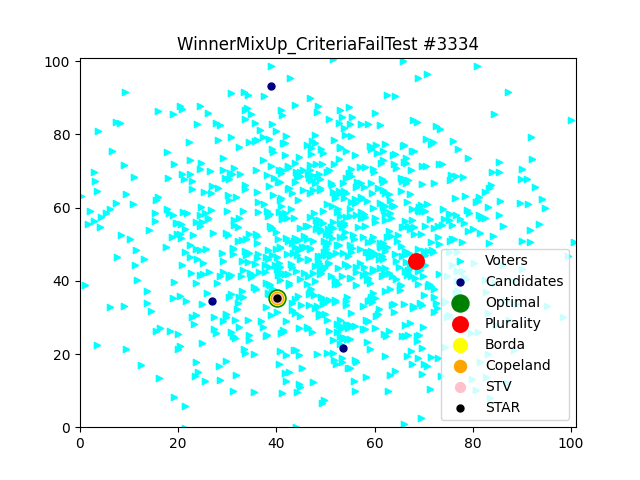 WinnerMixUp_CriteriaFailTest #3334
100
80
60
40
20
0
0 20 40 60 80 100
Voters
Candidates
Optimal
Plurality
Borda
Copeland
STV
STAR